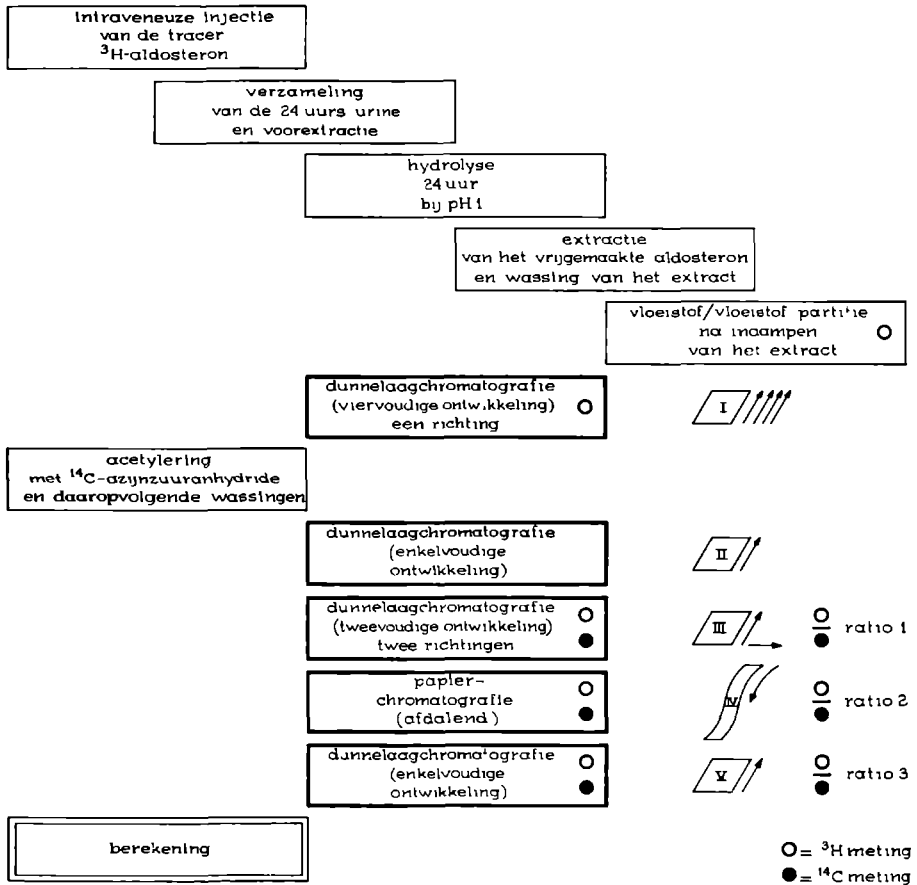 intraveneuze injectie
van de tracer
³H-aldosteron
verzameling
van de 24 uurs urine
en voorextractie
hydrolyse
24 uur
bij pH 1
extractie
van het vrijgemaakte aldosteron
en wassing van het extract
vloeistof/vloeistof partitie
na indampen
van het extract
dunnelaagchromatografie
(viervoudige ontwikkeling)
een richting
I
acetylering
met ¹⁴C-azijnzuuranhydride
en daaropvolgende wassingen
dunnelaagchromatografie
(enkelvoudige
ontwikkeling)
II
dunnelaagchromatografie
(tweevoudige ontwikkeling)
twee richtingen
III
ratio 1
papier-
chromatografie
(afdalend)
IV
ratio 2
dunnelaagchromatografie
(enkelvoudige
ontwikkeling)
V
ratio 3
berekening
O = ³H meting
● = ¹⁴C meting